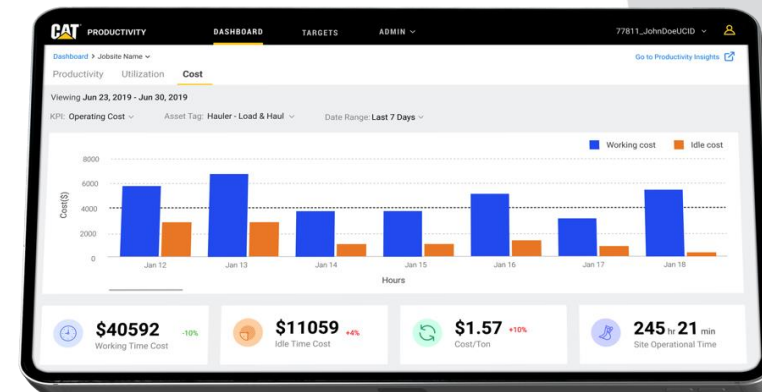 CAT PRODUCTIVITY DASHBOARD TARGETS ADMIN 77811_JohnDoeUCID
Dashboard > Jobsite Name Go to Productivity Insights
Productivity Utilization Cost
Viewing Jun 23, 2019 - Jun 30, 2019
KPI: Operating Cost Asset Tag: Hauler - Load & Haul Date Range: Last 7 Days
Working cost Idle cost
8000
6000
4000
2000
0
Cost($)
Jan 12 Jan 13 Jan 14 Jan 15 Jan 16 Jan 17 Jan 18
Hours
$40592 -10%
Working Time Cost
$11059 +4%
Idle Time Cost
$1.57 +10%
Cost/Ton
245 hr 21 min
Site Operational Time